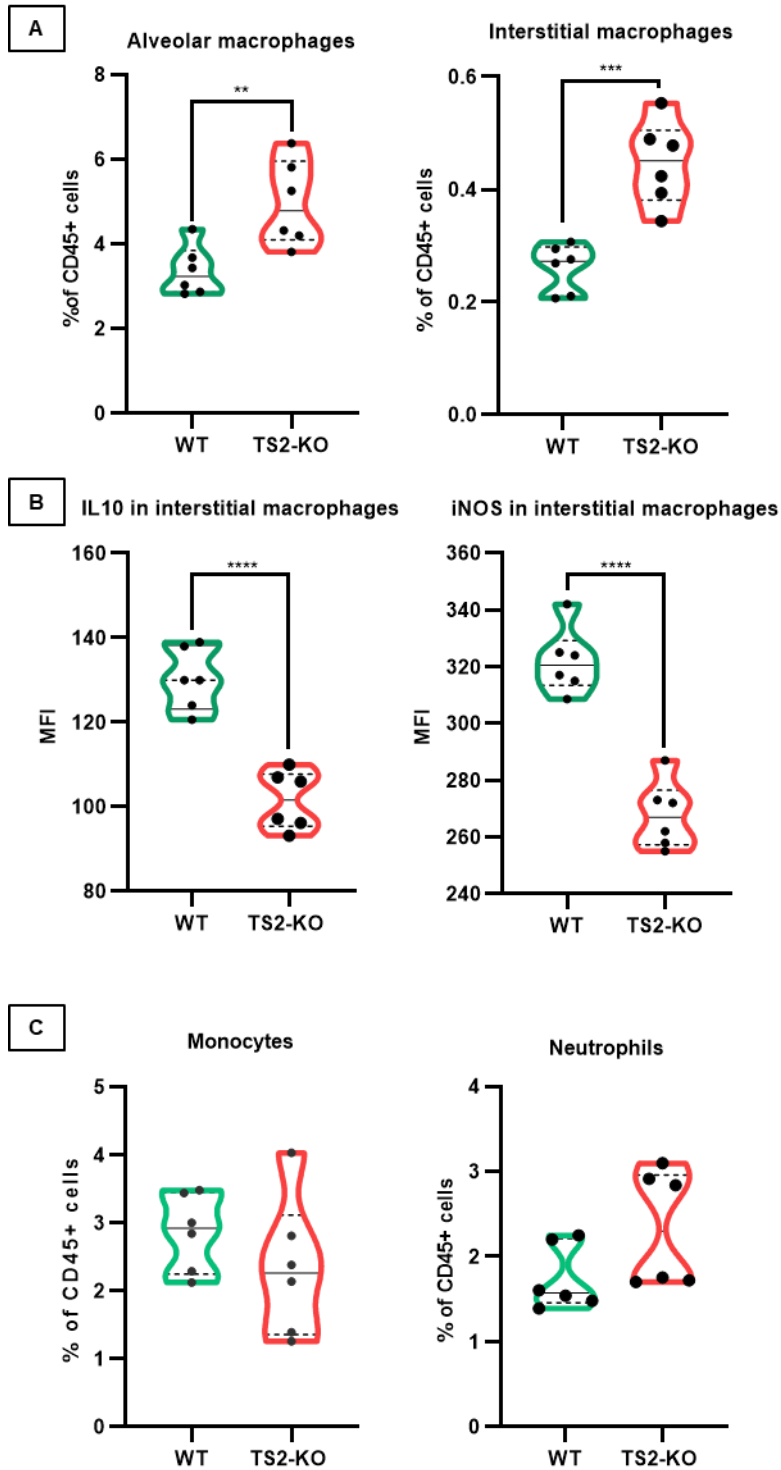 A
Alveolar macrophages
Interstitial macrophages
%of CD45+ cells
8
6
4
2
0
**
WT
TS2-KO
% of CD45+ cells
0.6
0.4
0.2
0.0
***
WT
TS2-KO
B
IL10 in interstitial macrophages
iNOS in interstitial macrophages
MFI
160
140
120
100
80
****
WT
TS2-KO
MFI
360
340
320
300
280
260
240
****
WT
TS2-KO
C
Monocytes
Neutrophils
% of CD45+ cells
5
4
3
2
1
0
WT
TS2-KO
% of CD45+ cells
4
3
2
1
0
WT
TS2-KO